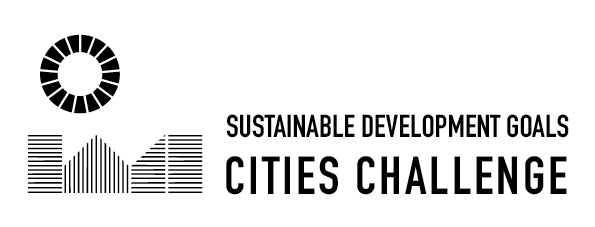 SUSTAINABLE DEVELOPMENT GOALS
CITIES CHALLENGE